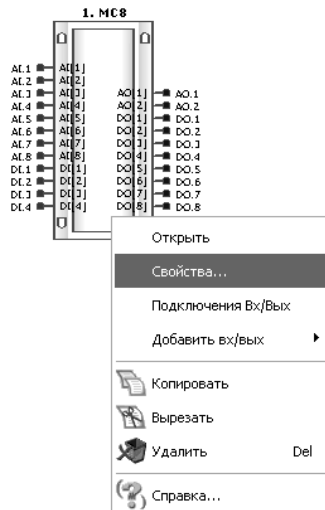 1. MC8
AI.1 AI[1]
AI.2 AI[2]
AI.3 AI[3] AO[1] AO.1
AI.4 AI[4] AO[2] AO.2
AI.5 AI[5] DO[1] DO.1
AI.6 AI[6] DO[2] DO.2
AI.7 AI[7] DO[3] DO.3
AI.8 AI[8] DO[4] DO.4
DI.1 DI[1] DO[5] DO.5
DI.2 DI[2] DO[6] DO.6
DI.3 DI[3] DO[7] DO.7
DI.4 DI[4] DO[8] DO.8
Открыть
Свойства...
Подключения Вх/Вых
Добавить вх/вых
Копировать
Вырезать
Удалить Del
Справка...